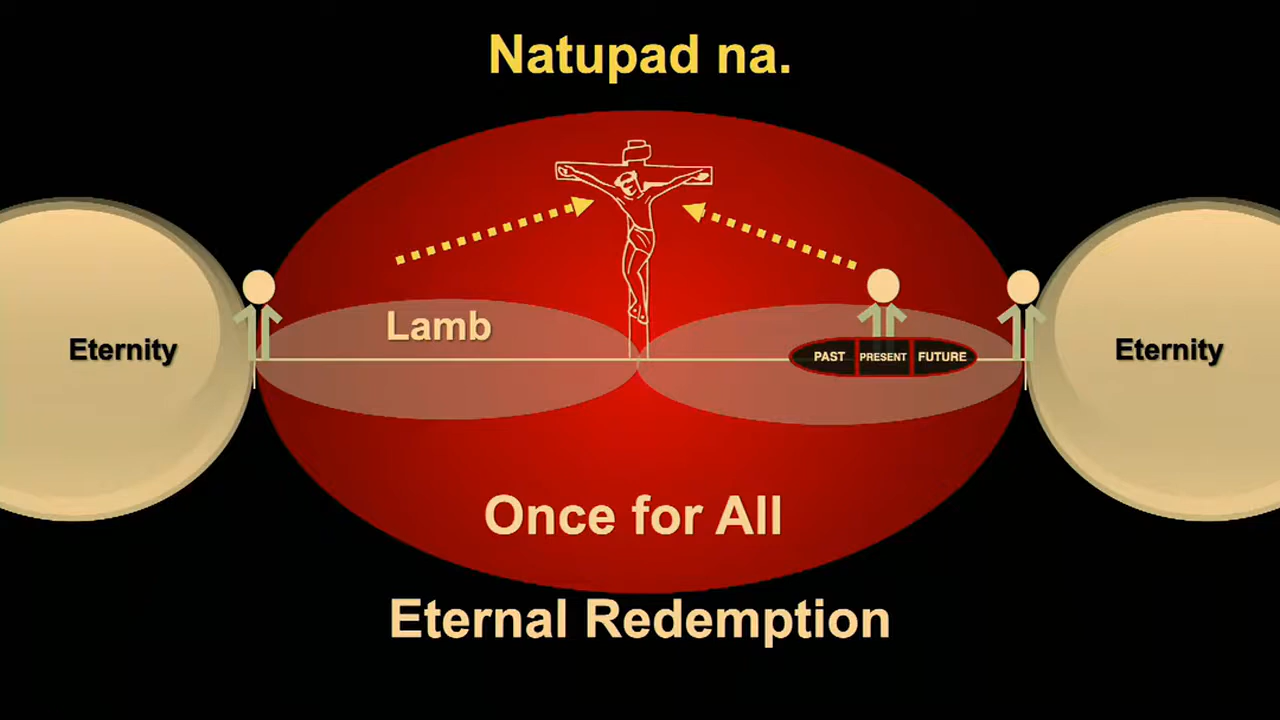 Natupad na.
Lamb
Eternity
PAST PRESENT FUTURE
Eternity
Once for All
Eternal Redemption